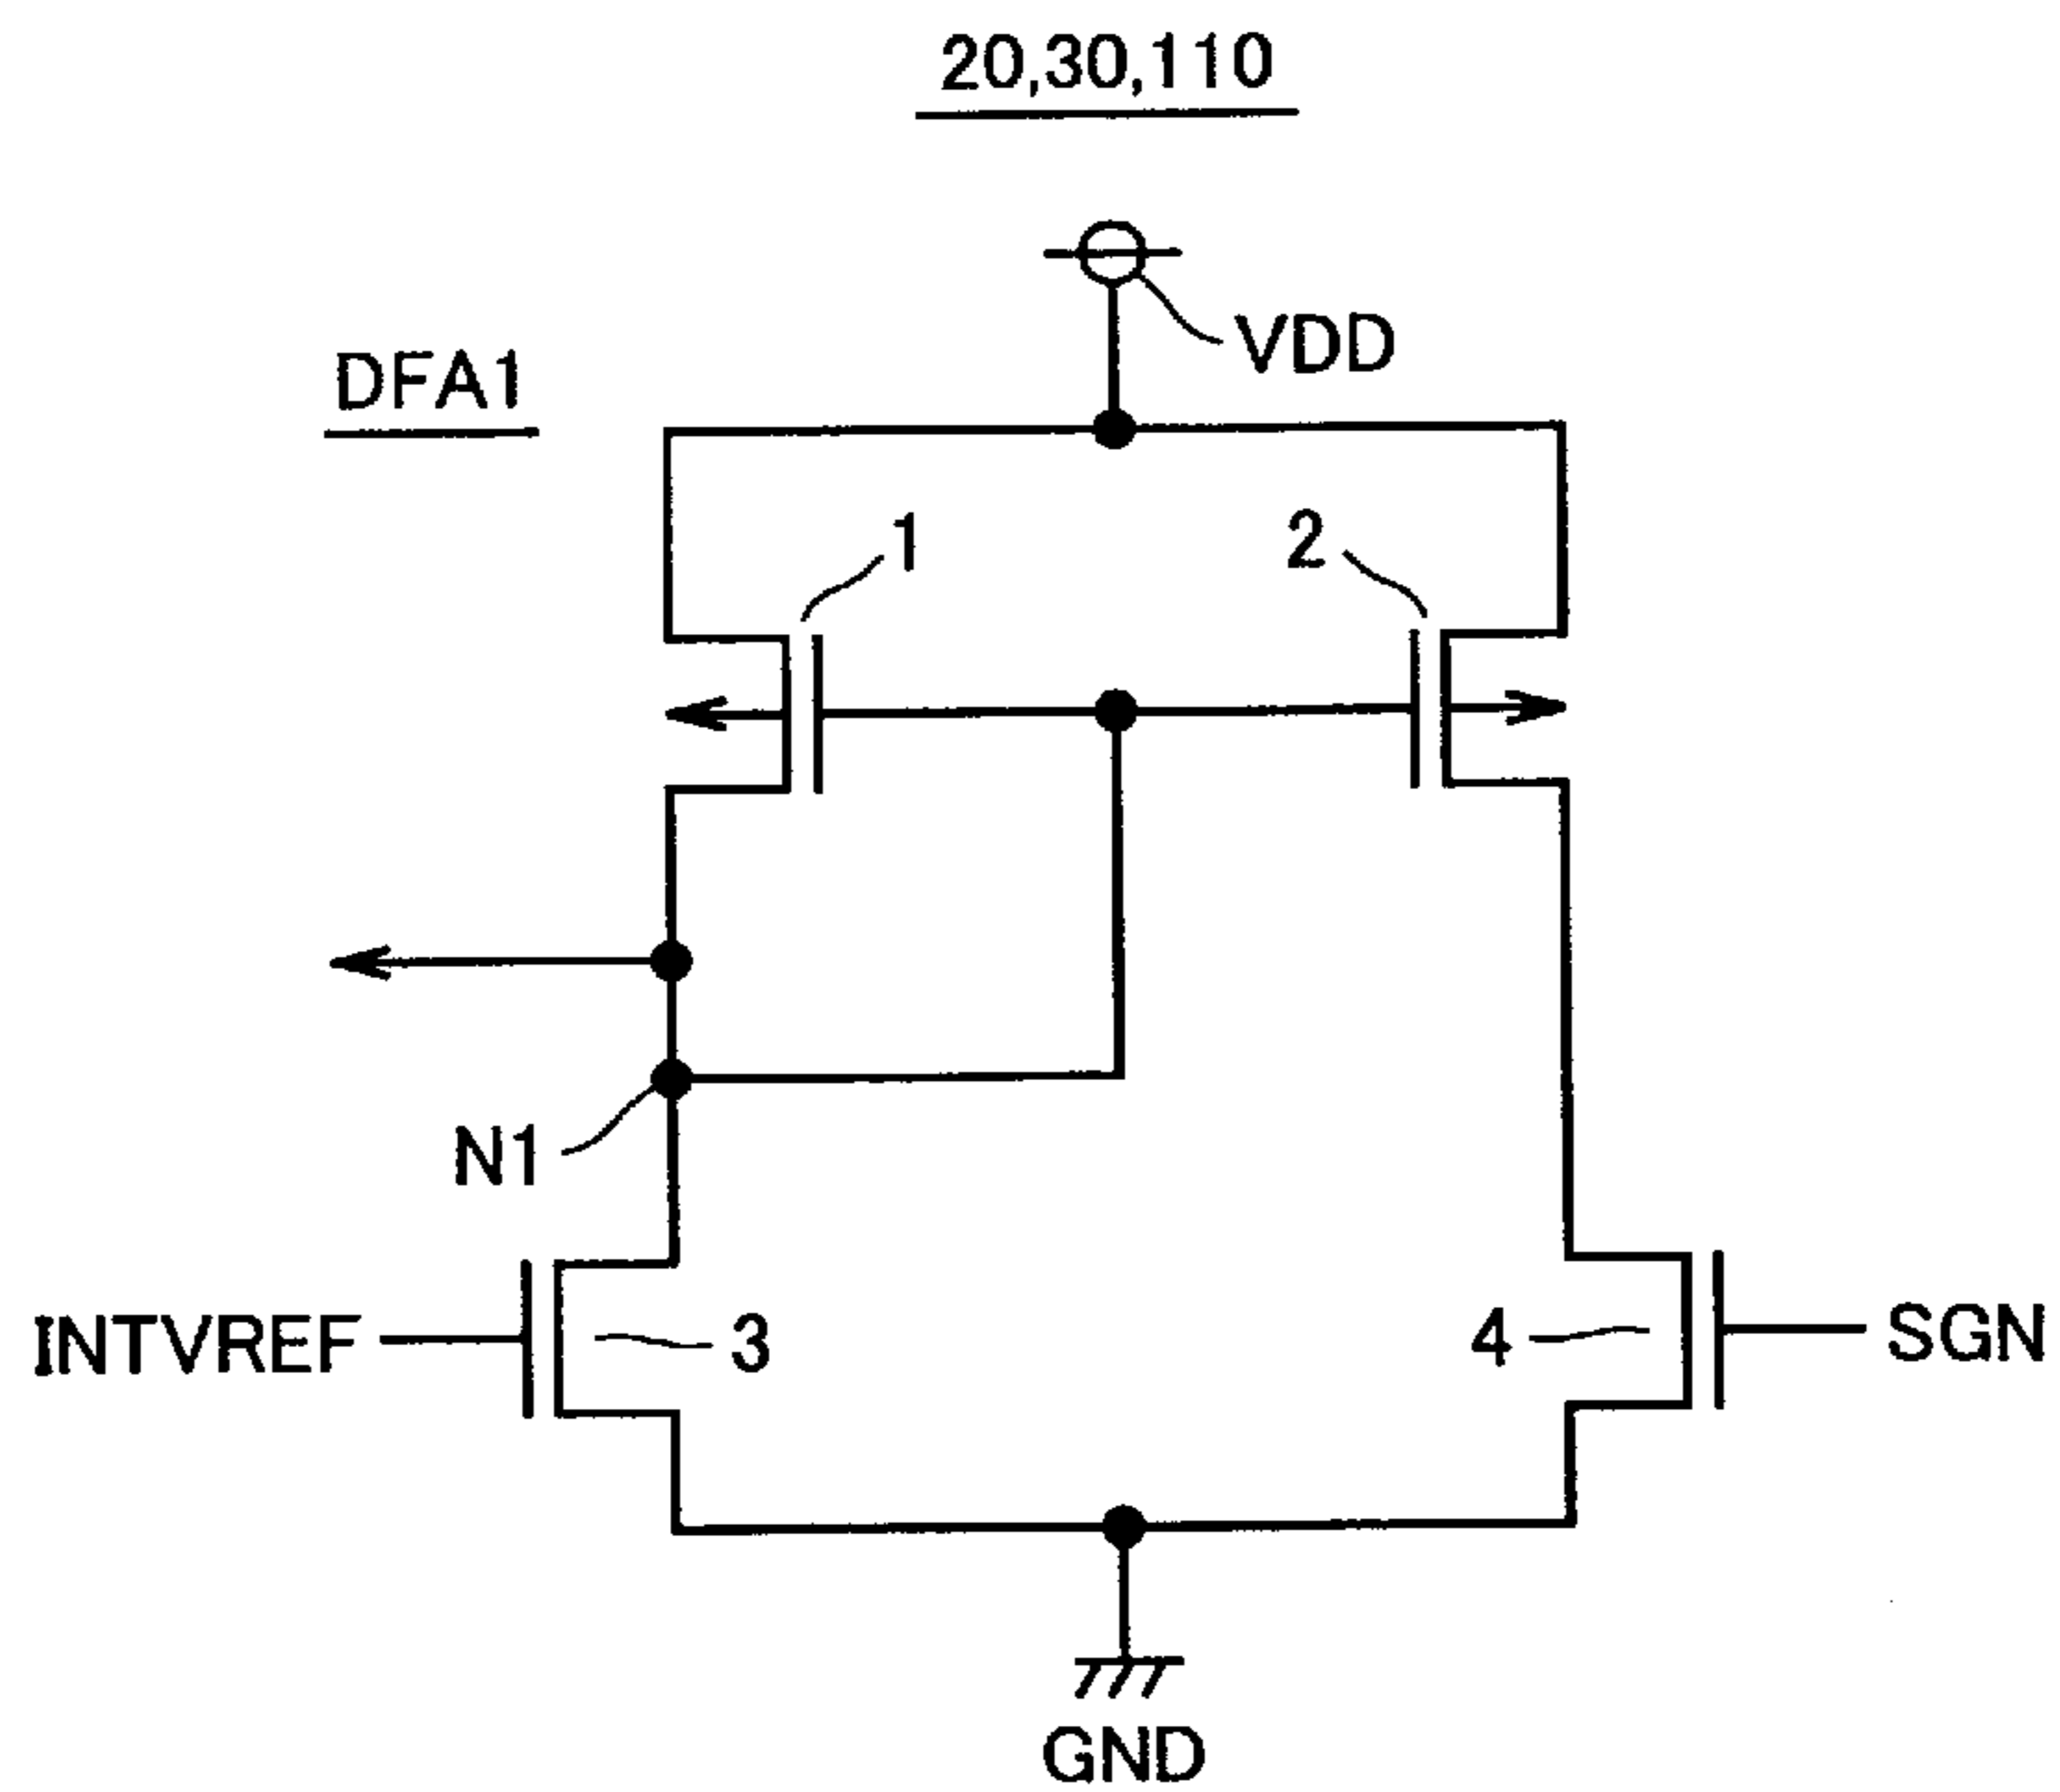 20,30,110
VDD
DFA1
1
2
N1
INTVREF
3
4
SGN
GND